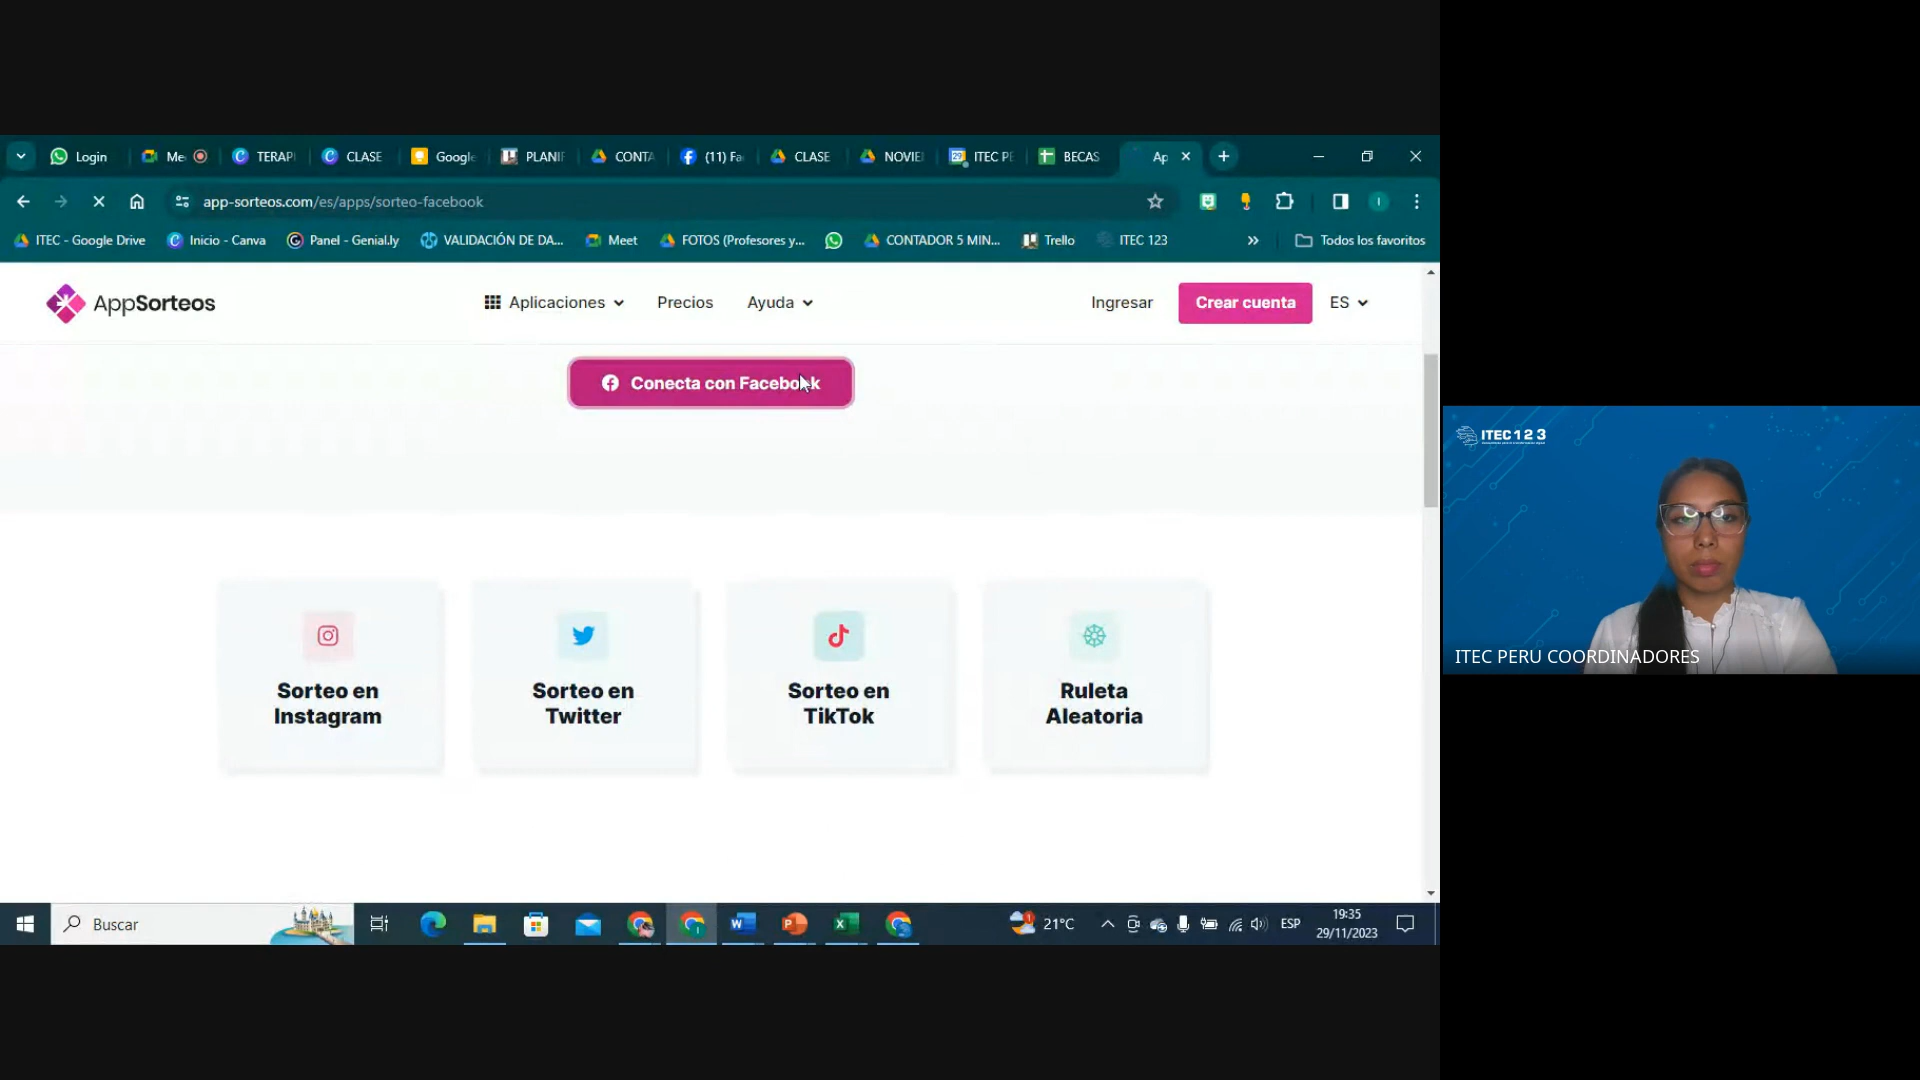 Login
Me
TERAPI
CLASE
Google
PLANIF
CONTA
(11) Fa
CLASE
NOVIE
ITEC PE
BECAS
Ap
app-sorteos.com/es/apps/sorteo-facebook
ITEC - Google Drive
Inicio - Canva
Panel - Genial.ly
VALIDACIÓN DE DA...
Meet
FOTOS (Profesores y...
CONTADOR 5 MIN...
Trello
ITEC 123
»
Todos los favoritos
AppSorteos
Aplicaciones
Precios
Ayuda
Ingresar
Crear cuenta
ES
Conecta con Facebook
Sorteo en
Instagram
Sorteo en
Twitter
Sorteo en
TikTok
Ruleta
Aleatoria
Buscar
21°C
ESP
19:35
29/11/2023
ITEC 1 2 3
ITEC PERU COORDINADORES